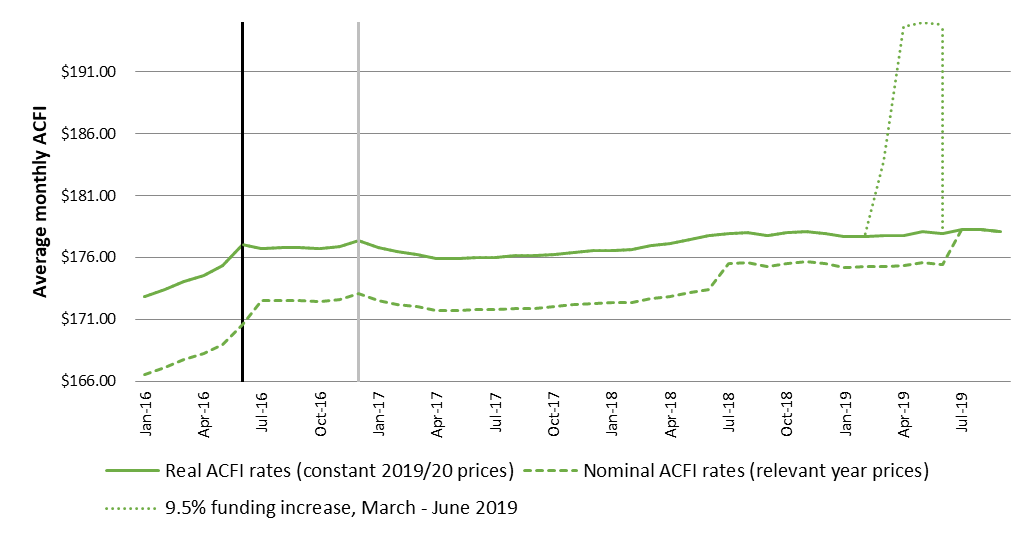 Average monthly ACFI
$191.00
$186.00
$181.00
$176.00
$171.00
$166.00
Jan-16
Apr-16
Jul-16
Oct-16
Jan-17
Apr-17
Jul-17
Oct-17
Jan-18
Apr-18
Jul-18
Oct-18
Jan-19
Apr-19
Jul-19
Real ACFI rates (constant 2019/20 prices)
Nominal ACFI rates (relevant year prices)
9.5% funding increase, March - June 2019